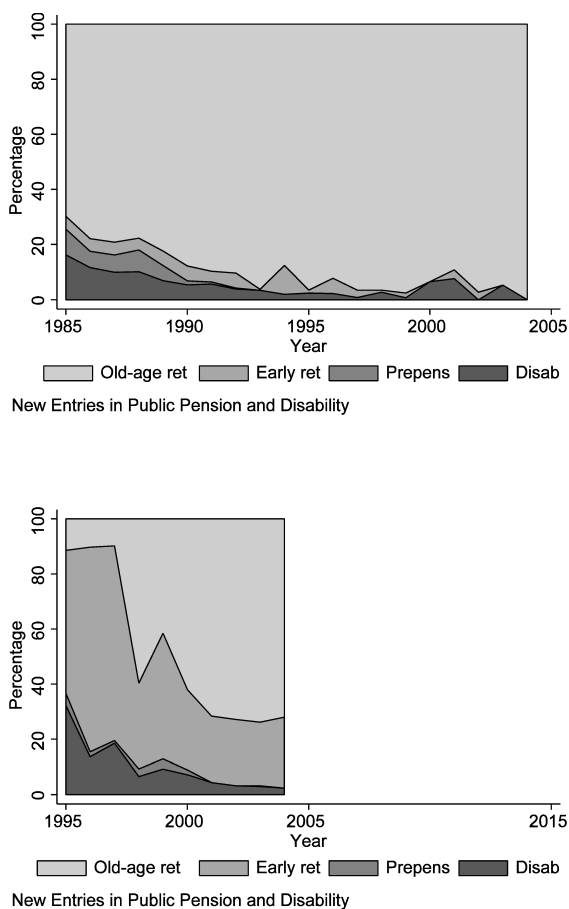 100
80
60
40
20
0
Percentage
1985 1990 1995 2000 2005
Year
Old-age ret Early ret Prepens Disab
New Entries in Public Pension and Disability
100
80
60
40
20
0
Percentage
1995 2000 2005 2015
Year
Old-age ret Early ret Prepens Disab
New Entries in Public Pension and Disability